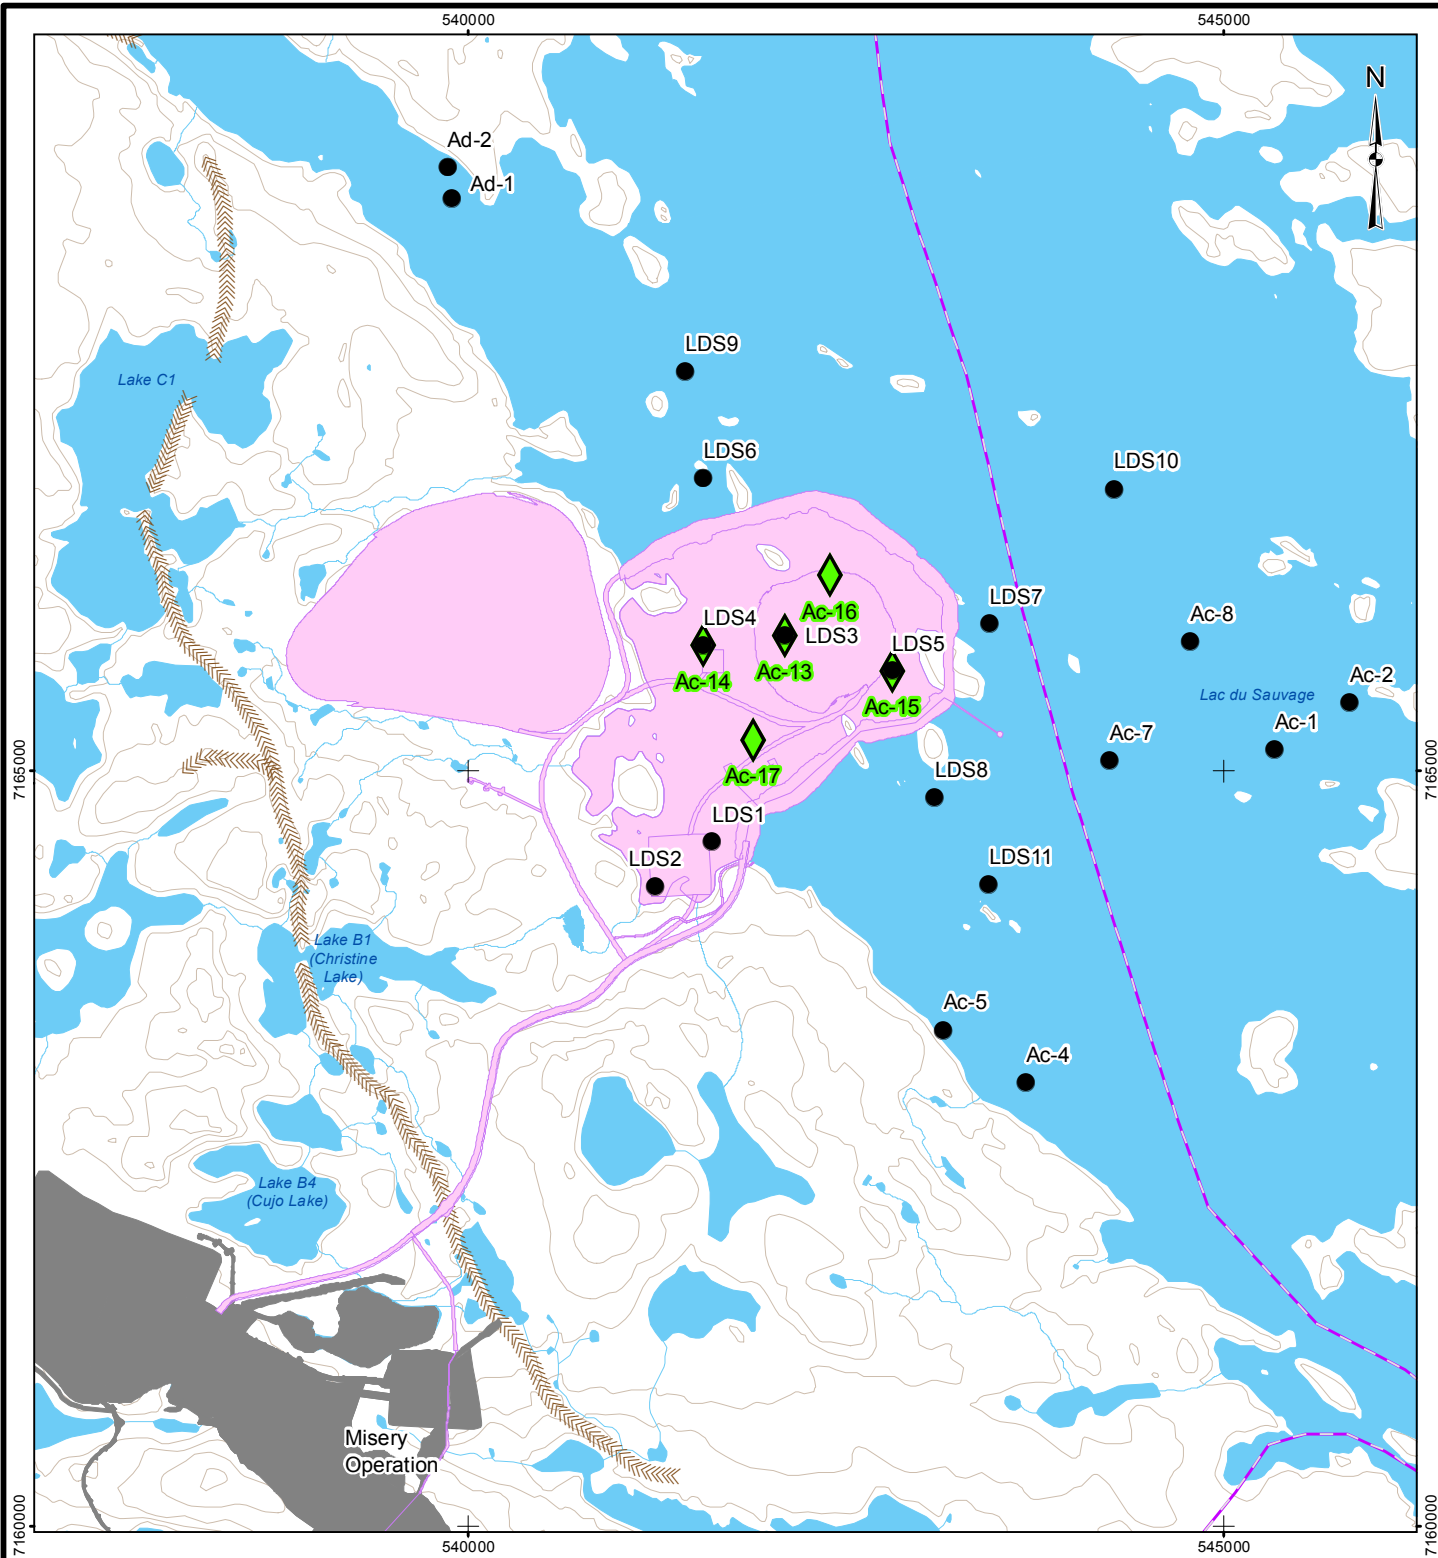 540000
545000
N
Ad-2
Ad-1
LDS9
Lake C1
LDS6
LDS10
Ac-16
LDS7
LDS4
LDS3
LDS5
Ac-8
Ac-13
Ac-14
Ac-2
Lac du Sauvage
Ac-15
Ac-1
Ac-7
7165000
7165000
Ac-17
LDS8
LDS1
LDS2
LDS11
Lake B1
(Christine
Lake)
Ac-5
Ac-4
Lake B4
(Cujo Lake)
Misery
Operation
7160000
7160000
540000
545000